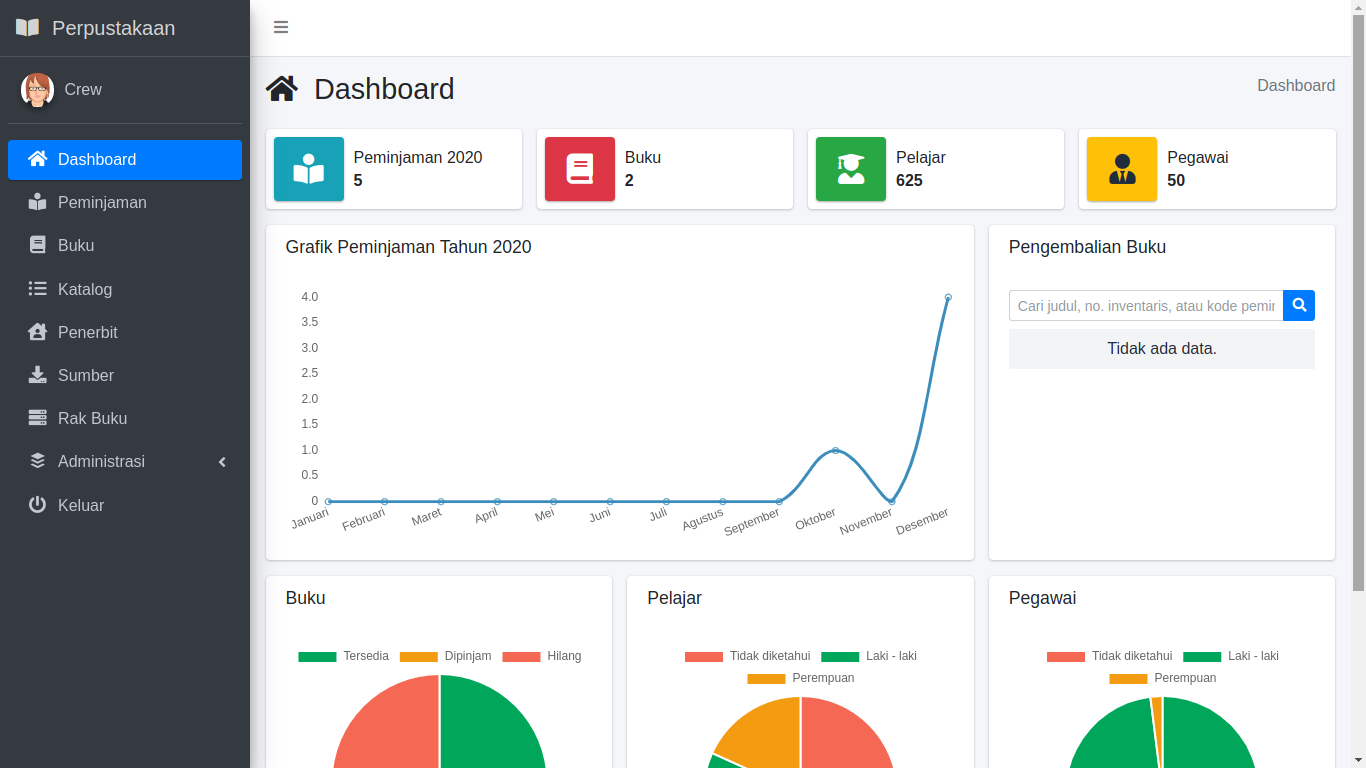 Perpustakaan
Crew
Dashboard
Peminjaman
Buku
Katalog
Penerbit
Sumber
Rak Buku
Administrasi
Keluar
Dashboard
Dashboard
Peminjaman 2020
5
Buku
2
Pelajar
625
Pegawai
50
Grafik Peminjaman Tahun 2020
4.0
3.5
3.0
2.5
2.0
1.5
1.0
0.5
0
Januari Februari Maret April Mei Juni Juli Agustus September Oktober November Desember
Pengembalian Buku
Cari judul, no. inventaris, atau kode pemin
Tidak ada data.
Buku
Tersedia Dipinjam Hilang
Pelajar
Tidak diketahui Laki - laki
Perempuan
Pegawai
Tidak diketahui Laki - laki
Perempuan